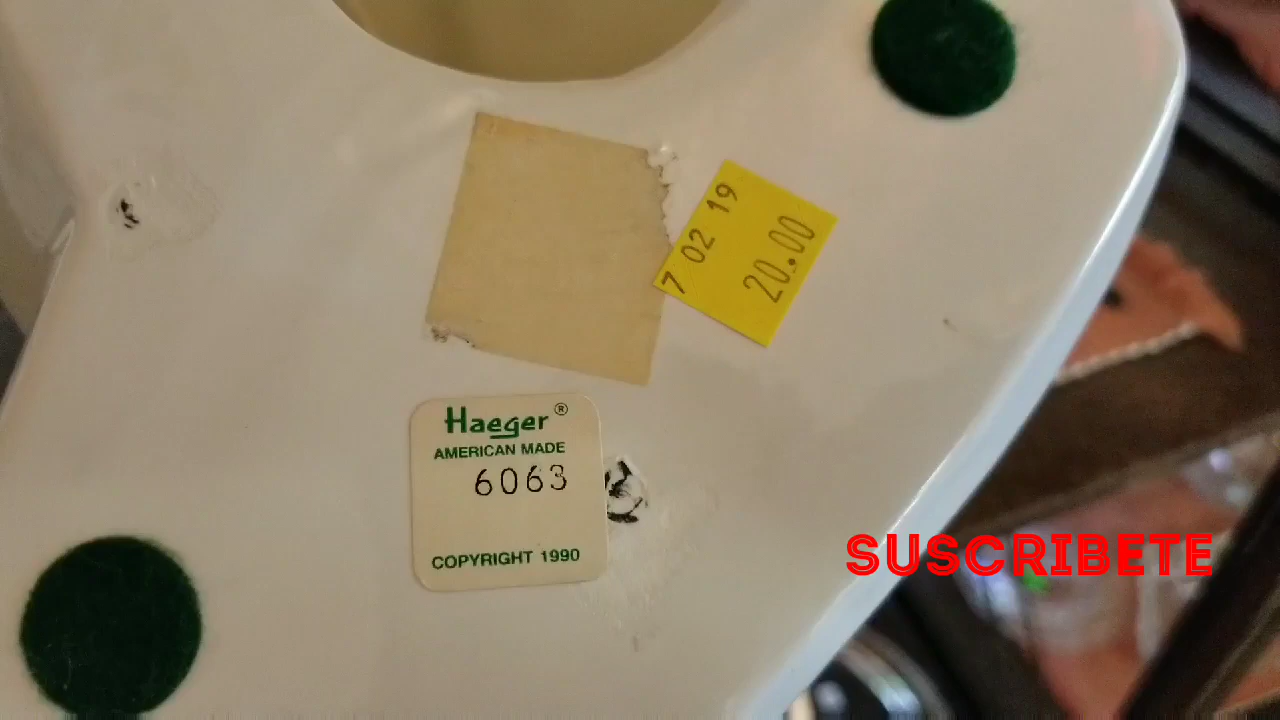 7 02 19
20.00
Haeger®
AMERICAN MADE
6063
COPYRIGHT 1990
SUSCRIBETE